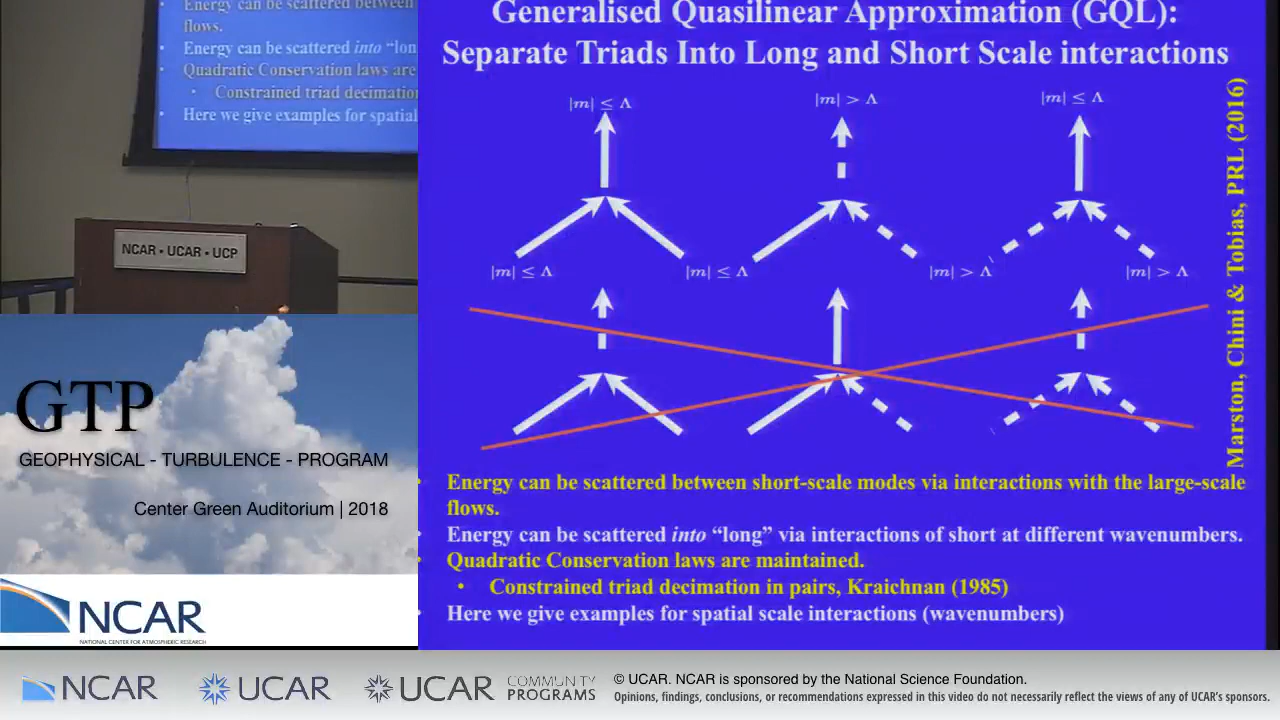 Energy can be scattered between
flows.
Energy can be scattered into "lon
Quadratic Conservation laws are
Constrained triad decimation
Here we give examples for spatial
NCAR • UCAR • UCP
GTP
GEOPHYSICAL - TURBULENCE - PROGRAM
Center Green Auditorium | 2018
NCAR
NATIONAL CENTER FOR ATMOSPHERIC RESEARCH
Generalised Quasilinear Approximation (GQL):
Separate Triads Into Long and Short Scale interactions
|m| ≤ Λ |m| > Λ |m| ≤ Λ
|m| ≤ Λ |m| ≤ Λ |m| > Λ |m| > Λ
Marston, Chini & Tobias, PRL (2016)
Energy can be scattered between short-scale modes via interactions with the large-scale
flows.
Energy can be scattered into "long" via interactions of short at different wavenumbers.
Quadratic Conservation laws are maintained.
• Constrained triad decimation in pairs, Kraichnan (1985)
Here we give examples for spatial scale interactions (wavenumbers)
NCAR UCAR UCAR COMMUNITY
PROGRAMS
© UCAR. NCAR is sponsored by the National Science Foundation.
Opinions, findings, conclusions, or recommendations expressed in this video do not necessarily reflect the views of any of UCAR's sponsors.